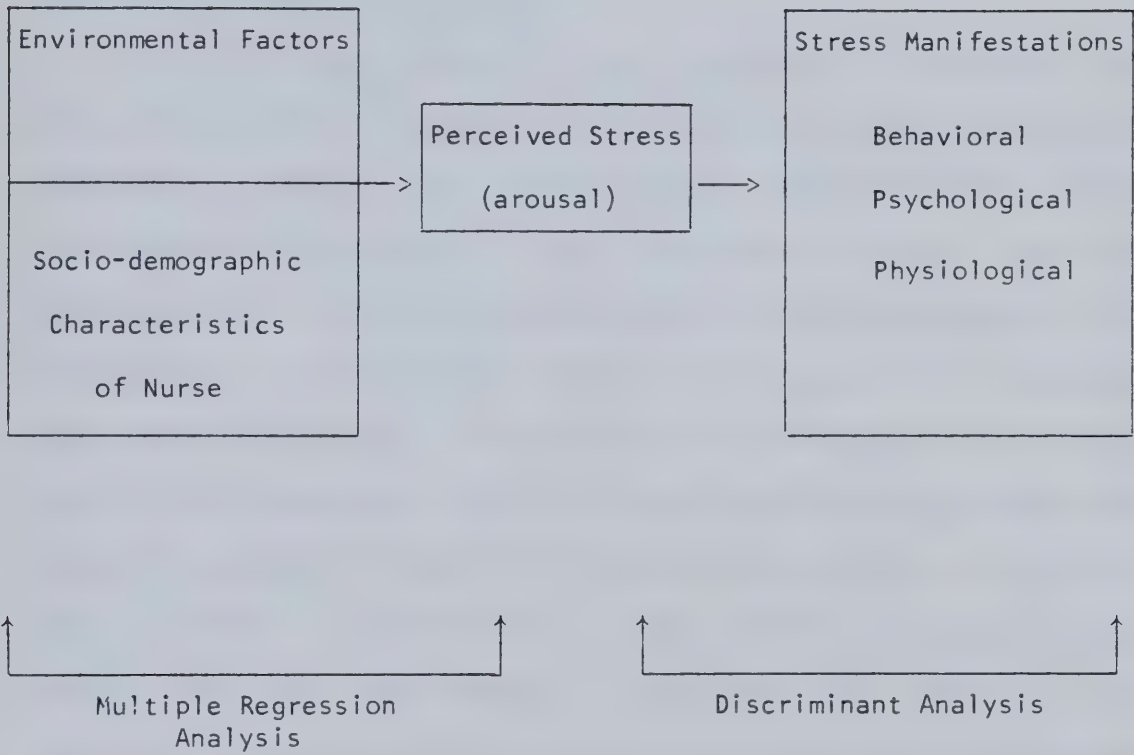 Environmental Factors
Socio-demographic
Characteristics
of Nurse
Perceived Stress
(arousal)
Stress Manifestations
Behavioral
Psychological
Physiological
Multiple Regression
Analysis
Discriminant Analysis